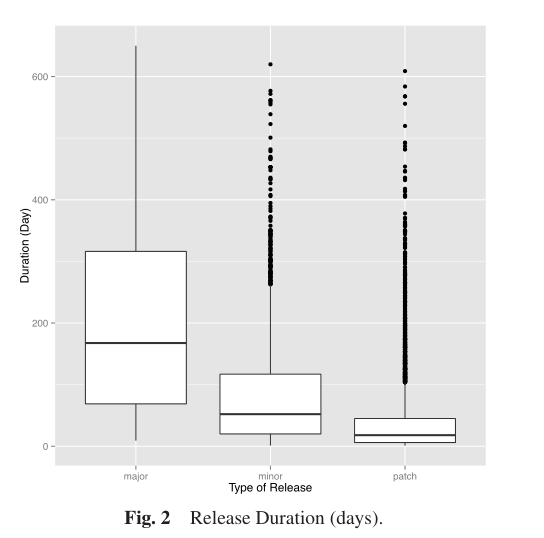 600
400
200
0
Duration (Day)
major minor patch
Type of Release
Fig. 2 Release Duration (days).